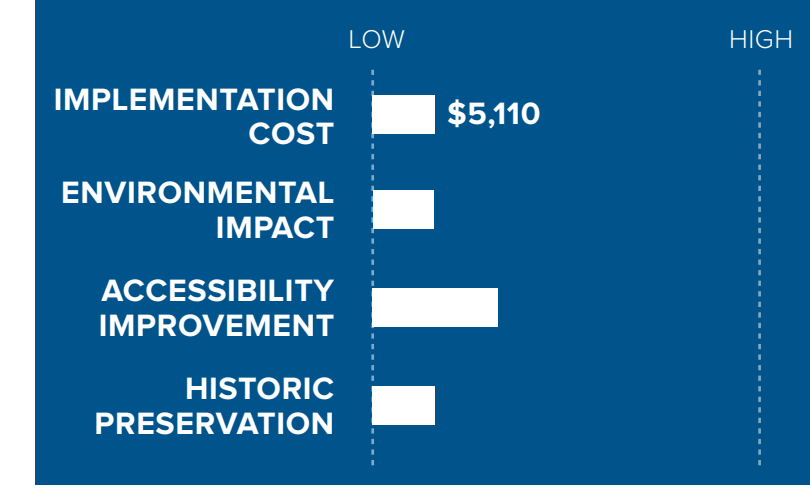 LOW
HIGH
IMPLEMENTATION
COST
$5,110
ENVIRONMENTAL
IMPACT
ACCESSIBILITY
IMPROVEMENT
HISTORIC
PRESERVATION